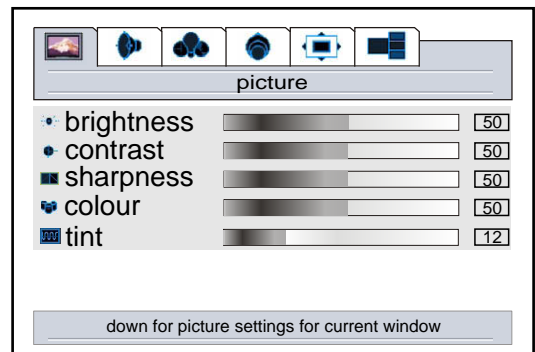 picture
brightness 50
contrast 50
sharpness 50
colour 50
tint 12
down for picture settings for current window